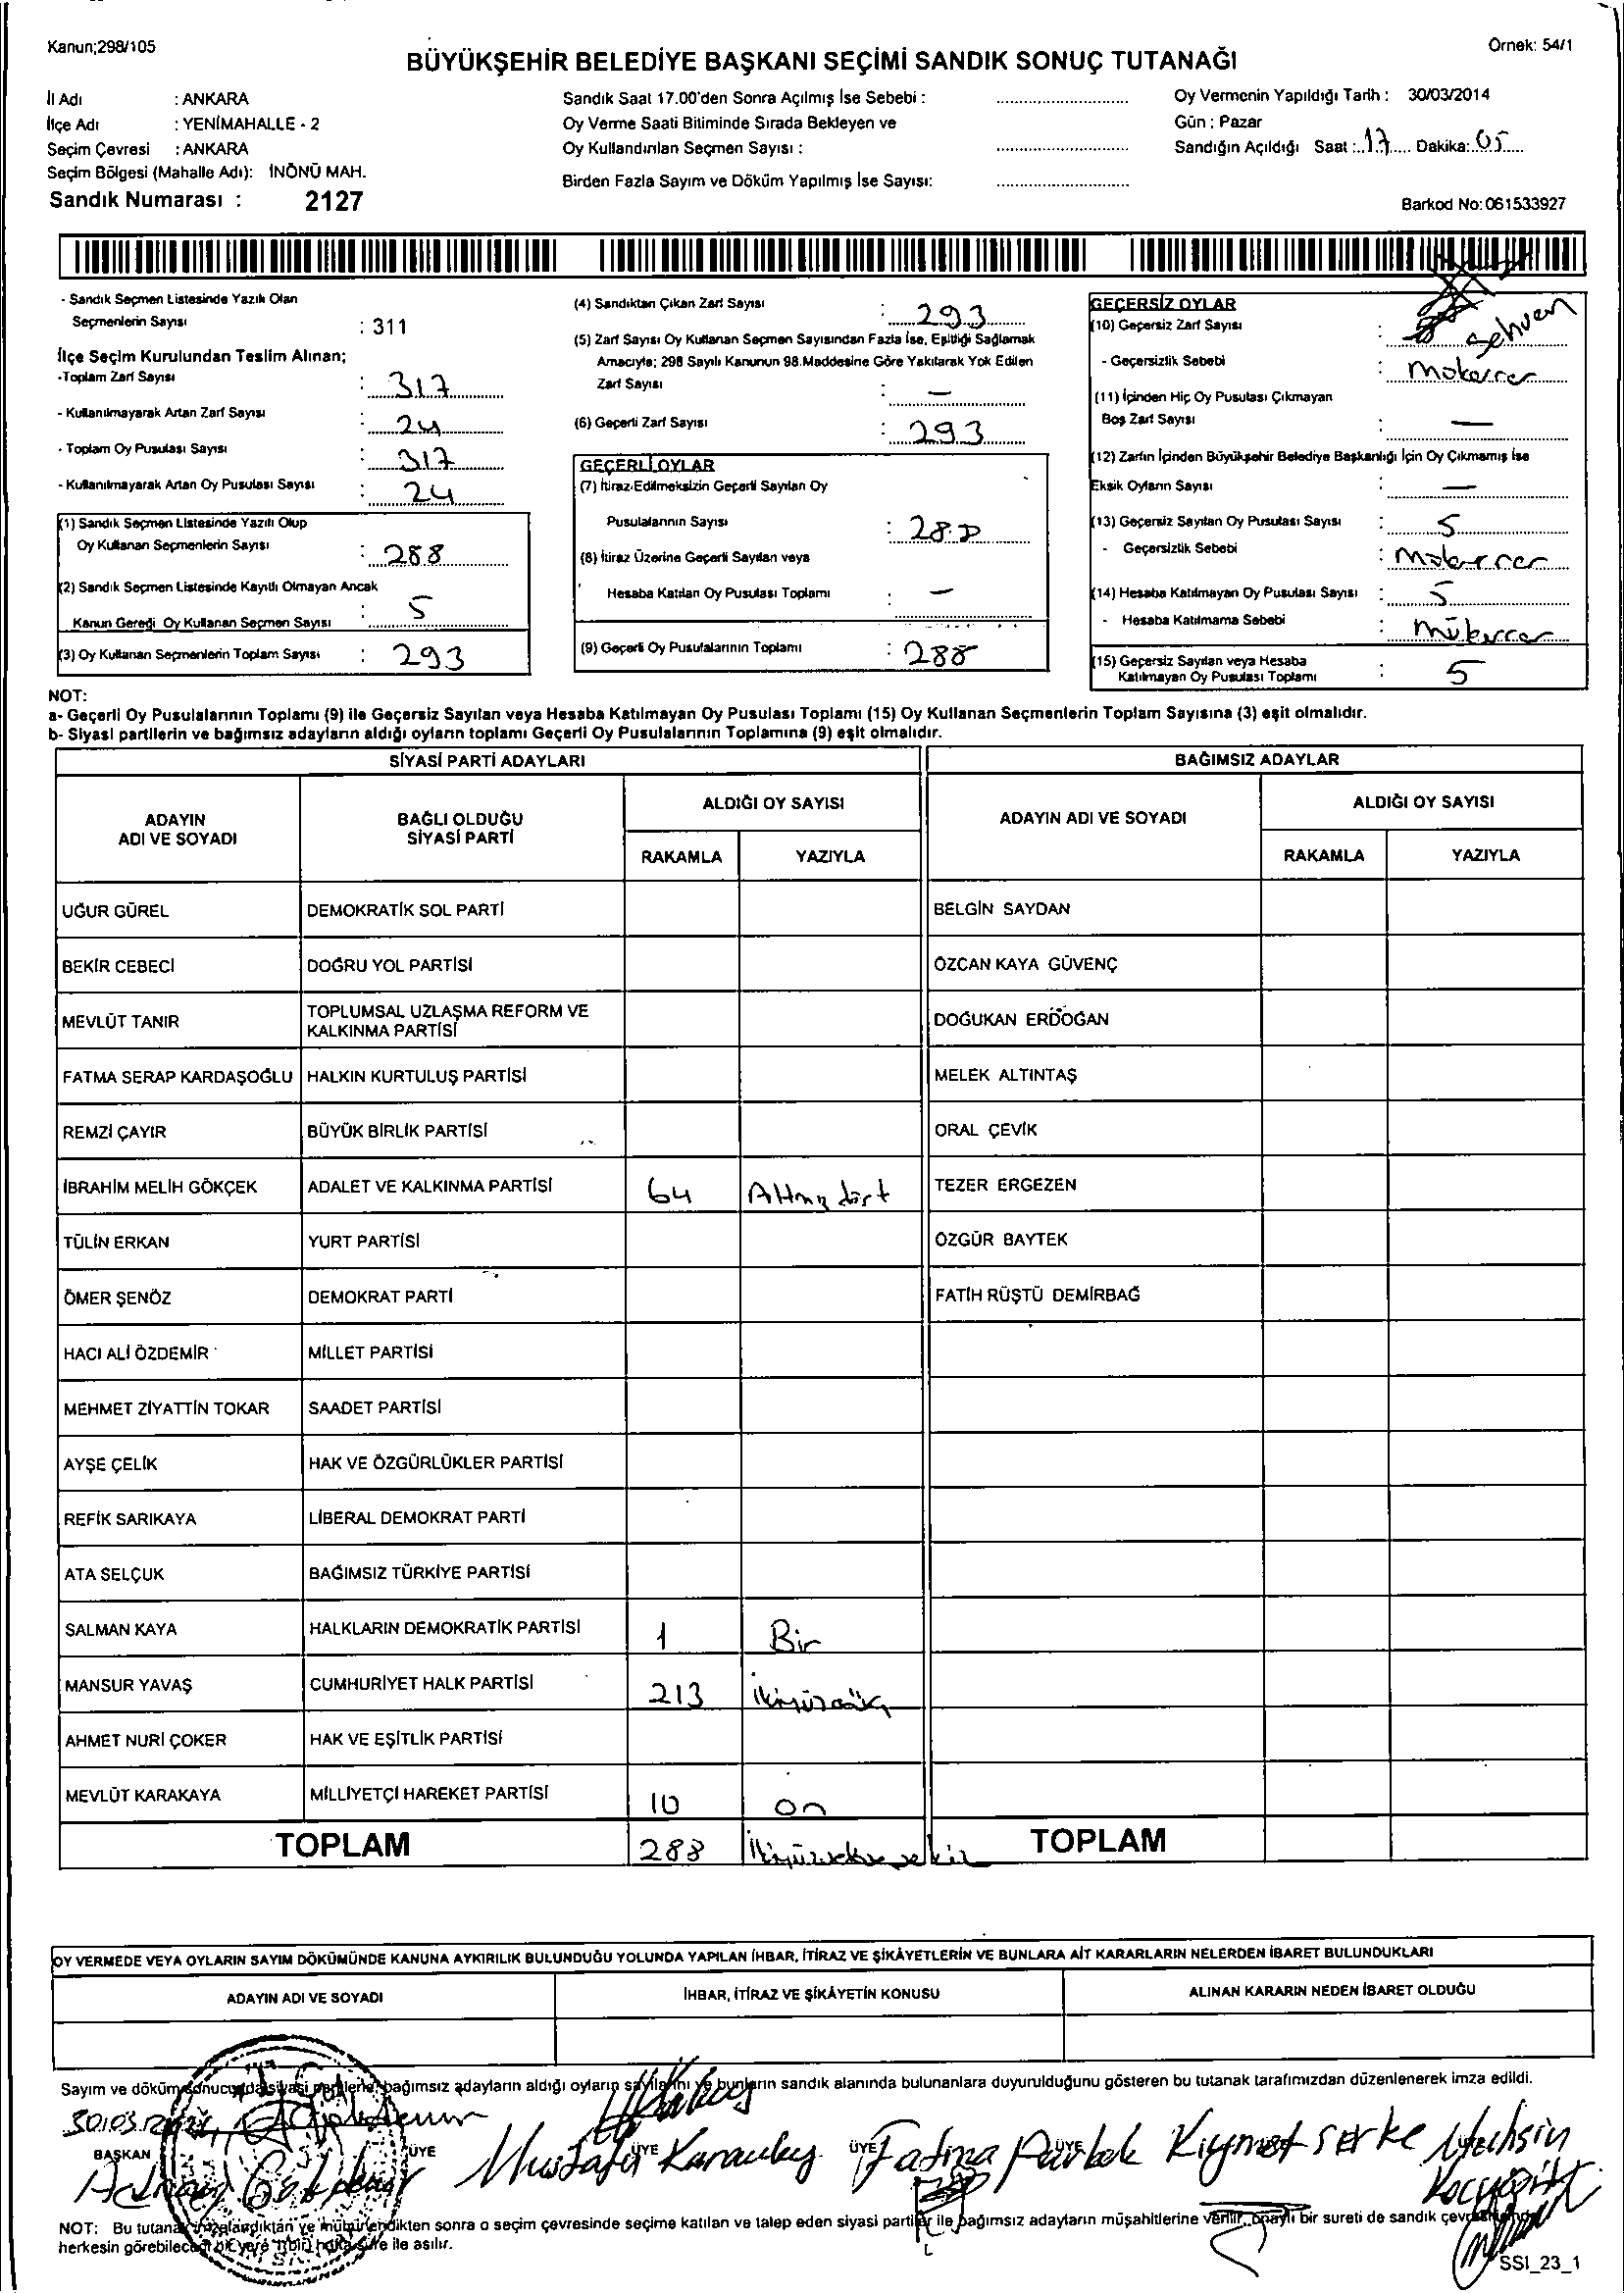 Kanun;298/105
Örnek: 54/1
BÜYÜKŞEHİR BELEDİYE BAŞKANI SEÇİMİ SANDIK SONUÇ TUTANAĞI
İl Adı : ANKARA
İlçe Adı : YENİMAHALLE - 2
Seçim Çevresi : ANKARA
Seçim Bölgesi (Mahalle Adı): İNÖNÜ MAH.
Sandık Numarası : 2127
Sandık Saat 17.00'den Sonra Açılmış İse Sebebi :
Oy Verme Saati Bitiminde Sırada Bekleyen ve
Oy Kullandırılan Seçmen Sayısı :
Birden Fazla Sayım ve Döküm Yapılmış İse Sayısı:
Oy Vermenin Yapıldığı Tarih : 30/03/2014
Gün : Pazar
Sandığın Açıldığı Saat : 17 Dakika: 05
Barkod No: 061533927
- Sandık Seçmen Listesinde Yazılı Olan
Seçmenlerin Sayısı : 311
İlçe Seçim Kurulundan Teslim Alınan;
-Toplam Zarf Sayısı : 317
- Kullanılmayarak Artan Zarf Sayısı : 24
- Toplam Oy Pusulası Sayısı : 317
- Kullanılmayarak Artan Oy Pusulası Sayısı : 24
(1) Sandık Seçmen Listesinde Yazılı Olup
Oy Kullanan Seçmenlerin Sayısı : 288
(2) Sandık Seçmen Listesinde Kayıtlı Olmayan Ancak
Kanun Gereği Oy Kullanan Seçmen Sayısı : 5
(3) Oy Kullanan Seçmenlerin Toplam Sayısı : 293
(4) Sandıktan Çıkan Zarf Sayısı : 293
(5) Zarf Sayısı Oy Kullanan Seçmen Sayısından Fazla İse, Eşitliği Sağlamak
Amacıyla; 298 Sayılı Kanunun 98.Maddesine Göre Yakılarak Yok Edilen
Zarf Sayısı : —
(6) Geçerli Zarf Sayısı : 293
GEÇERLİ OYLAR
(7) İtiraz Edilmeksizin Geçerli Sayılan Oy
Pusulalarının Sayısı : 288
(8) İtiraz Üzerine Geçerli Sayılan veya
Hesaba Katılan Oy Pusulası Toplamı : —
(9) Geçerli Oy Pusulalarının Toplamı : 288
GEÇERSİZ OYLAR
(10) Geçersiz Zarf Sayısı : sehven
- Geçersizlik Sebebi : Mokerrer
(11) İçinden Hiç Oy Pusulası Çıkmayan
Boş Zarf Sayısı : —
(12) Zarfın İçinden Büyükşehir Belediye Başkanlığı İçin Oy Çıkmamış İse
Eksik Oyların Sayısı : —
(13) Geçersiz Sayılan Oy Pusulası Sayısı : 5
- Geçersizlik Sebebi : Mokerrer
(14) Hesaba Katılmayan Oy Pusulası Sayısı : 5
- Hesaba Katılmama Sebebi : Mükerrer
(15) Geçersiz Sayılan veya Hesaba
Katılmayan Oy Pusulası Toplamı : 5
NOT:
a- Geçerli Oy Pusulalarının Toplamı (9) ile Geçersiz Sayılan veya Hesaba Katılmayan Oy Pusulası Toplamı (15) Oy Kullanan Seçmenlerin Toplam Sayısına (3) eşit olmalıdır.
b- Siyasi partilerin ve bağımsız adayların aldığı oyların toplamı Geçerli Oy Pusulalarının Toplamına (9) eşit olmalıdır.
SİYASİ PARTİ ADAYLARI BAĞIMSIZ ADAYLAR
ADAYIN ADI VE SOYADI BAĞLI OLDUĞU SİYASİ PARTİ ALDIĞI OY SAYISI ADAYIN ADI VE SOYADI ALDIĞI OY SAYISI
RAKAMLA YAZIYLA RAKAMLA YAZIYLA
UĞUR GÜREL DEMOKRATİK SOL PARTİ BELGİN SAYDAN
BEKİR CEBECİ DOĞRU YOL PARTİSİ ÖZCAN KAYA GÜVENÇ
MEVLÜT TANIR TOPLUMSAL UZLAŞMA REFORM VE KALKINMA PARTİSİ DOĞUKAN ERDOĞAN
FATMA SERAP KARDAŞOĞLU HALKIN KURTULUŞ PARTİSİ MELEK ALTINTAŞ
REMZİ ÇAYIR BÜYÜK BİRLİK PARTİSİ ORAL ÇEVİK
İBRAHİM MELİH GÖKÇEK ADALET VE KALKINMA PARTİSİ 64 Altmış dört TEZER ERGEZEN
TÜLİN ERKAN YURT PARTİSİ ÖZGÜR BAYTEK
ÖMER ŞENÖZ DEMOKRAT PARTİ FATİH RÜŞTÜ DEMİRBAĞ
HACI ALİ ÖZDEMİR MİLLET PARTİSİ
MEHMET ZİYATTİN TOKAR SAADET PARTİSİ
AYŞE ÇELİK HAK VE ÖZGÜRLÜKLER PARTİSİ
REFİK SARIKAYA LİBERAL DEMOKRAT PARTİ
ATA SELÇUK BAĞIMSIZ TÜRKİYE PARTİSİ
SALMAN KAYA HALKLARIN DEMOKRATİK PARTİSİ 1 Bir
MANSUR YAVAŞ CUMHURİYET HALK PARTİSİ 213
AHMET NURİ ÇOKER HAK VE EŞİTLİK PARTİSİ
MEVLÜT KARAKAYA MİLLİYETÇİ HAREKET PARTİSİ 10 on
TOPLAM 288 TOPLAM
OY VERMEDE VEYA OYLARIN SAYIM DÖKÜMÜNDE KANUNA AYKIRILIK BULUNDUĞU YOLUNDA YAPILAN İHBAR, İTİRAZ VE ŞİKÂYETLERİN VE BUNLARA AİT KARARLARIN NELERDEN İBARET BULUNDUKLARI
ADAYIN ADI VE SOYADI İHBAR, İTİRAZ VE ŞİKÂYETİN KONUSU ALINAN KARARIN NEDEN İBARET OLDUĞU
Sayım ve döküm sonucunda siyasi partilerle bağımsız adayların aldığı oyların sayılarını ve bunların sandık alanında bulunanlara duyurulduğunu gösteren bu tutanak tarafımızdan düzenlenerek imza edildi.
30.03.2014
BAŞKAN ÜYE ÜYE ÜYE ÜYE
Adnan Mustafa Fatma Kıymet
NOT: Bu tutanak imzalandıktan ve mühürlendikten sonra o seçim çevresinde seçime katılan ve talep eden siyasi partiler ile bağımsız adayların müşahitlerine verilir, onaylı bir sureti de sandık çevresinde
herkesin görebileceği bir yere 1(bir) hafta süre ile asılır.
SSI_23_1